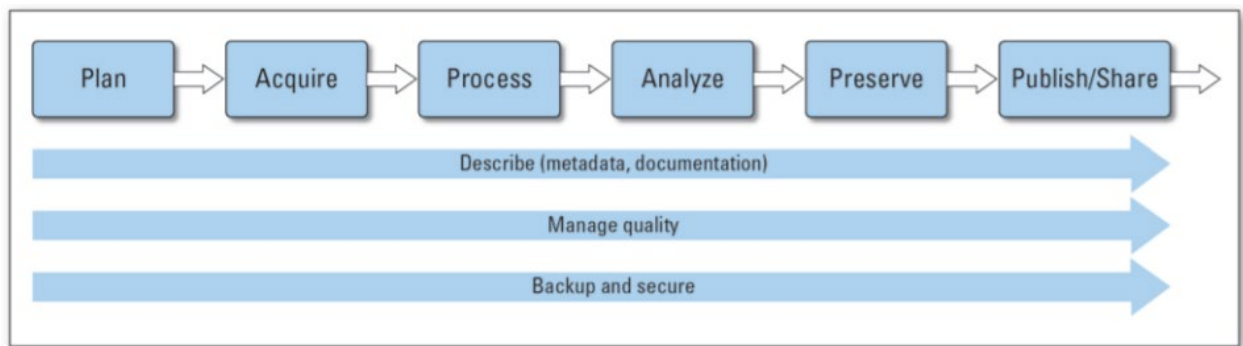 Plan
Acquire
Process
Analyze
Preserve
Publish/Share
Describe (metadata, documentation)
Manage quality
Backup and secure